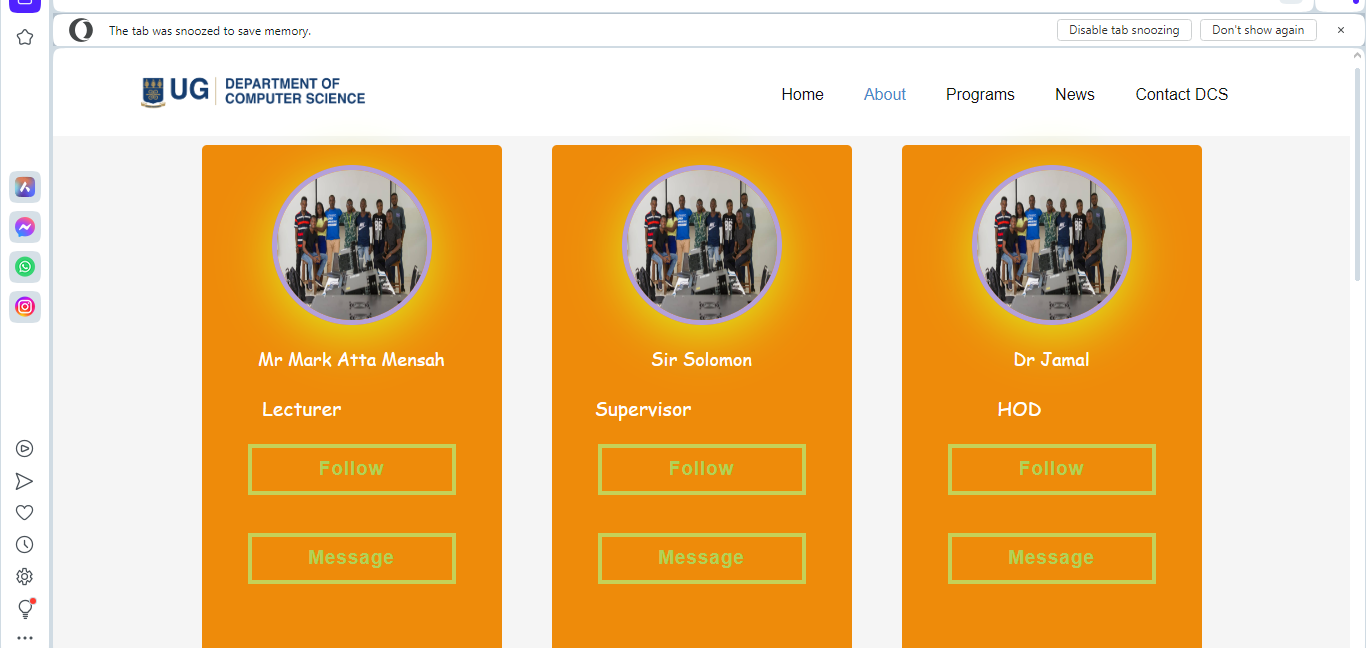 The tab was snoozed to save memory.
Disable tab snoozing
Don't show again
UG
DEPARTMENT OF
COMPUTER SCIENCE
Home
About
Programs
News
Contact DCS
Mr Mark Atta Mensah
Lecturer
Follow
Message
Sir Solomon
Supervisor
Follow
Message
Dr Jamal
HOD
Follow
Message